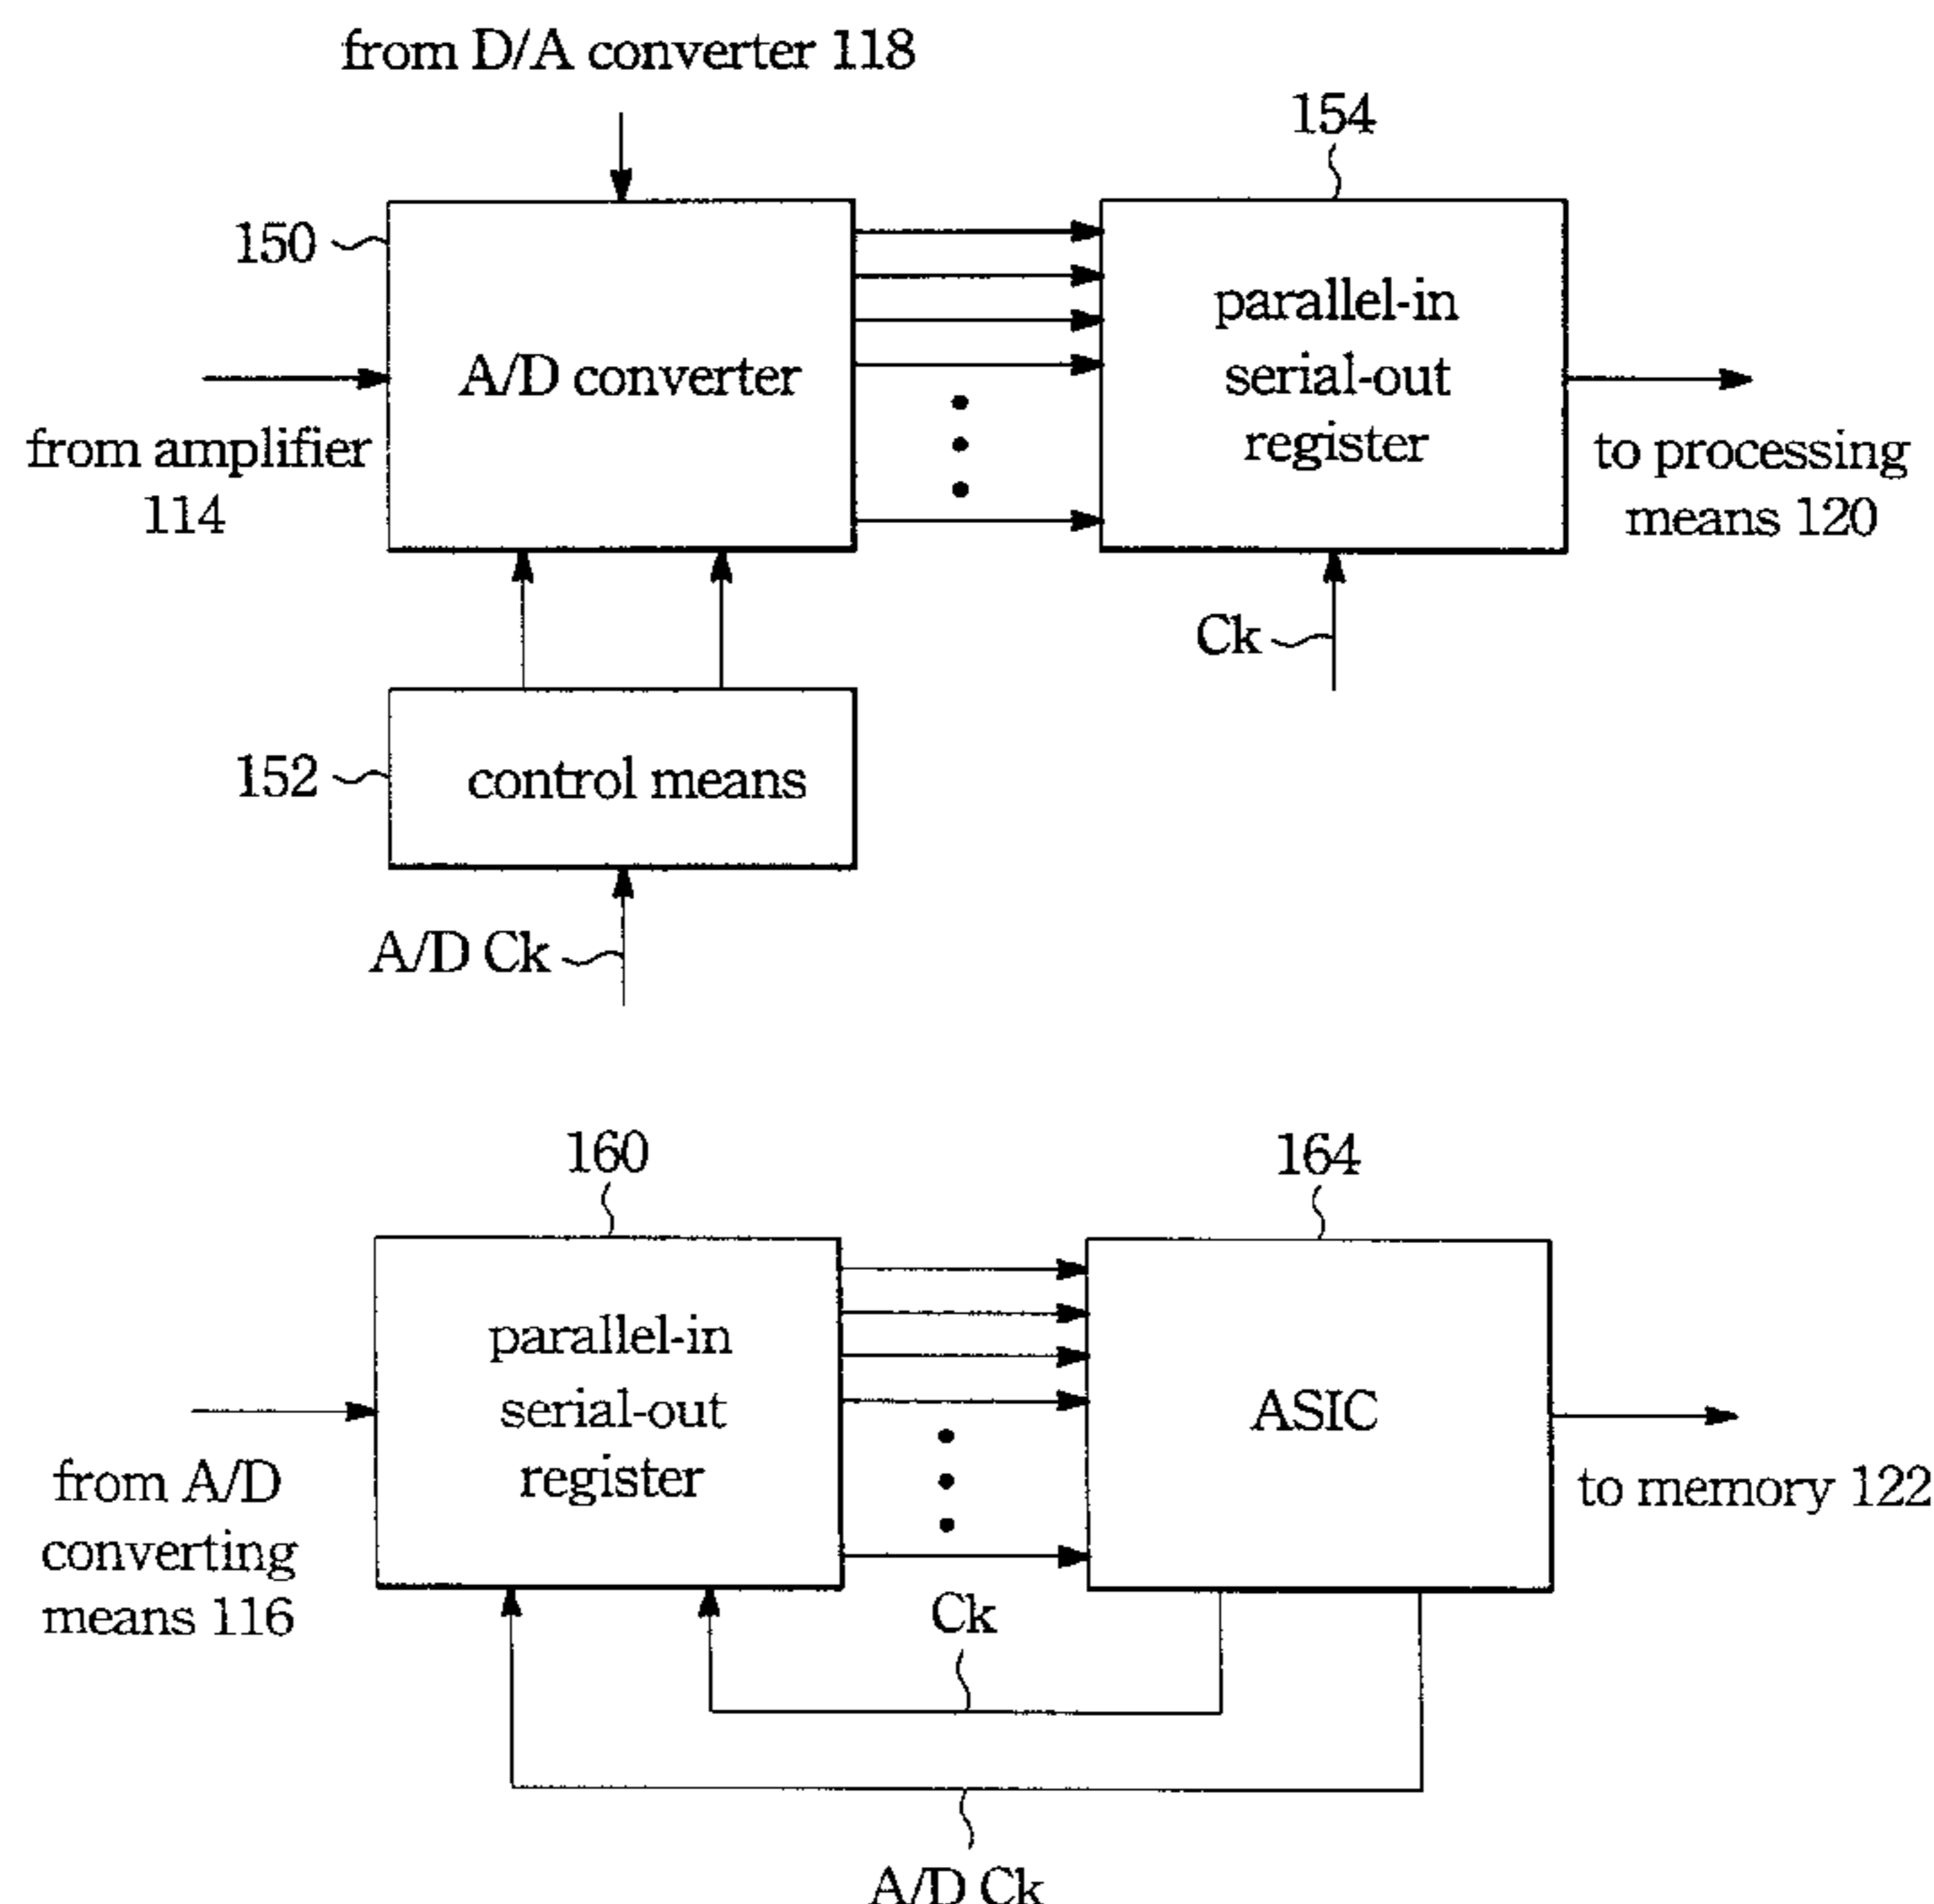 from D/A converter 118
154
150
A/D converter
parallel-in
serial-out
register
from amplifier
114
to processing
means 120
Ck
152
control means
A/D Ck
160
164
parallel-in
serial-out
register
ASIC
from A/D
converting
means 116
to memory 122
Ck
A/D Ck